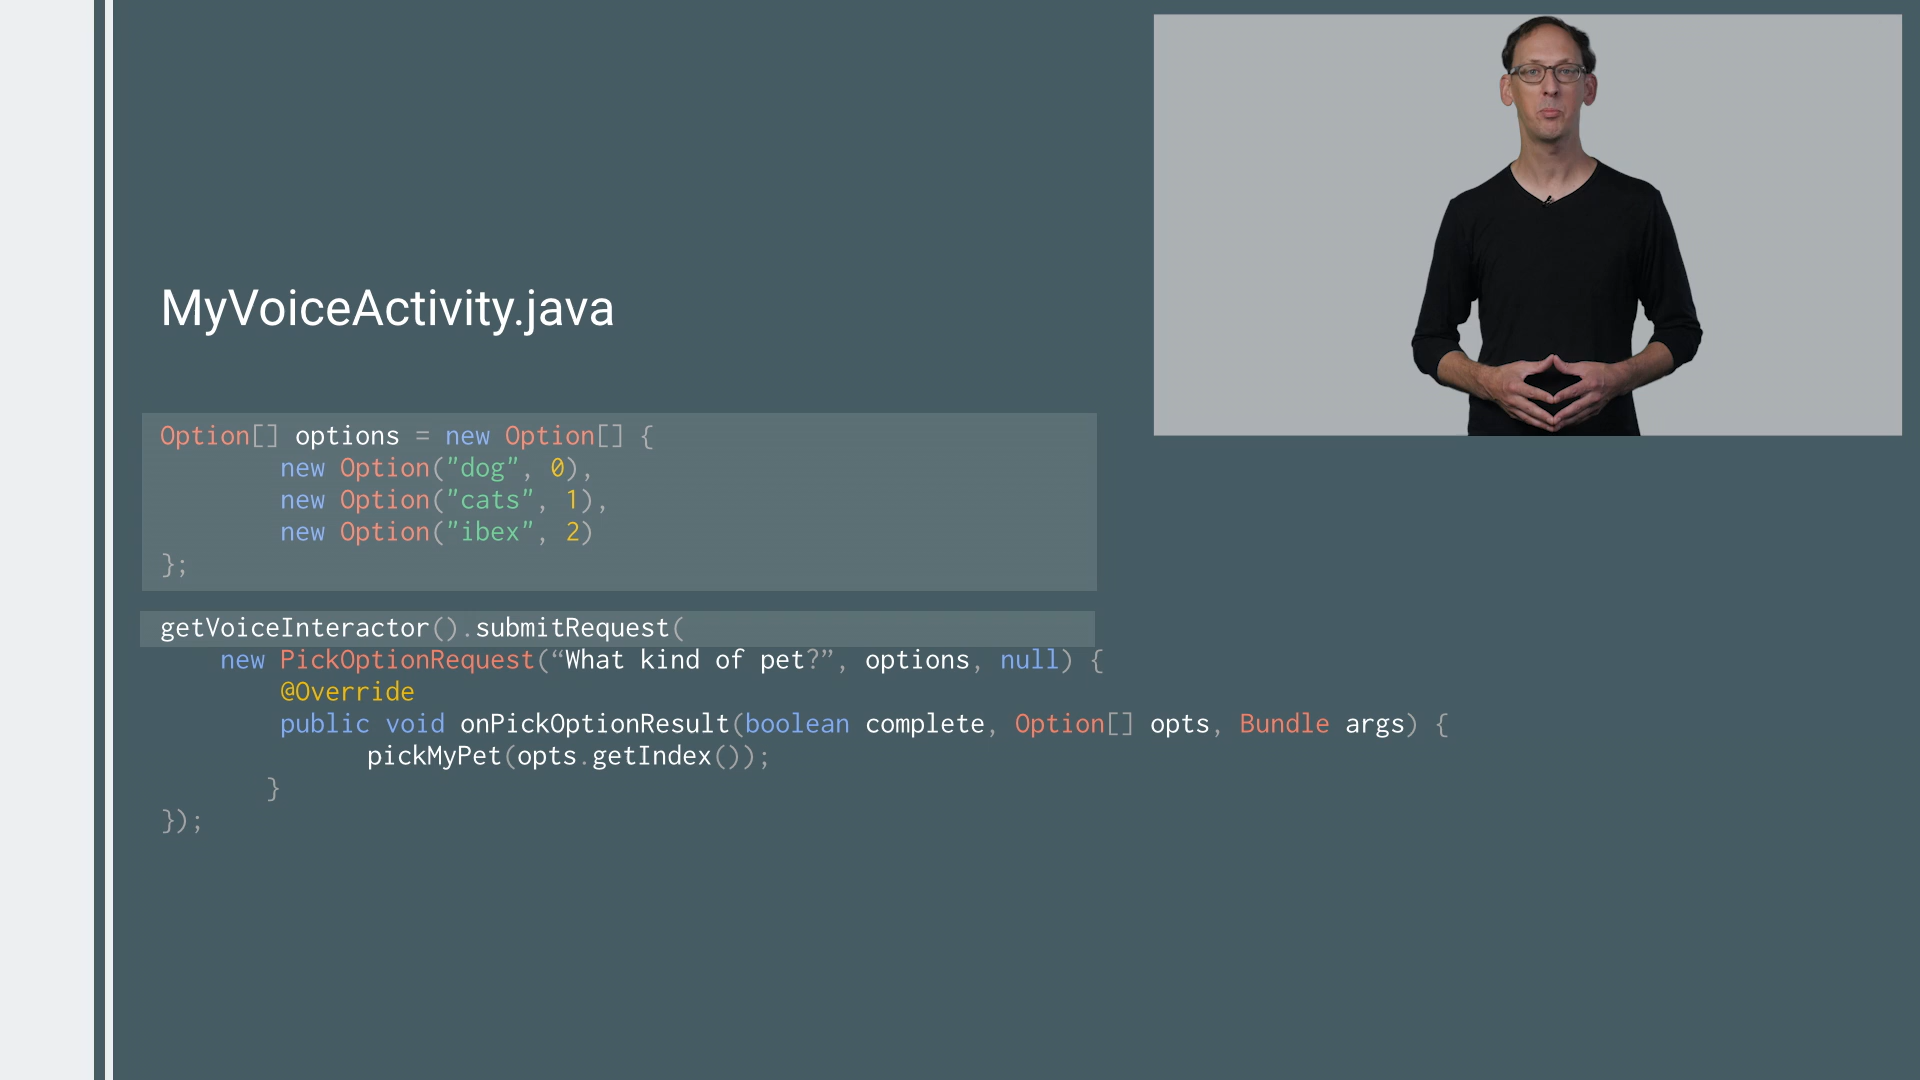 MyVoiceActivity.java
Option[] options = new Option[] {
new Option("dog", 0),
new Option("cats", 1),
new Option("ibex", 2)
};
getVoiceInteractor().submitRequest(
new PickOptionRequest(“What kind of pet?”, options, null) {
@Override
public void onPickOptionResult(boolean complete, Option[] opts, Bundle args) {
pickMyPet(opts.getIndex());
}
});